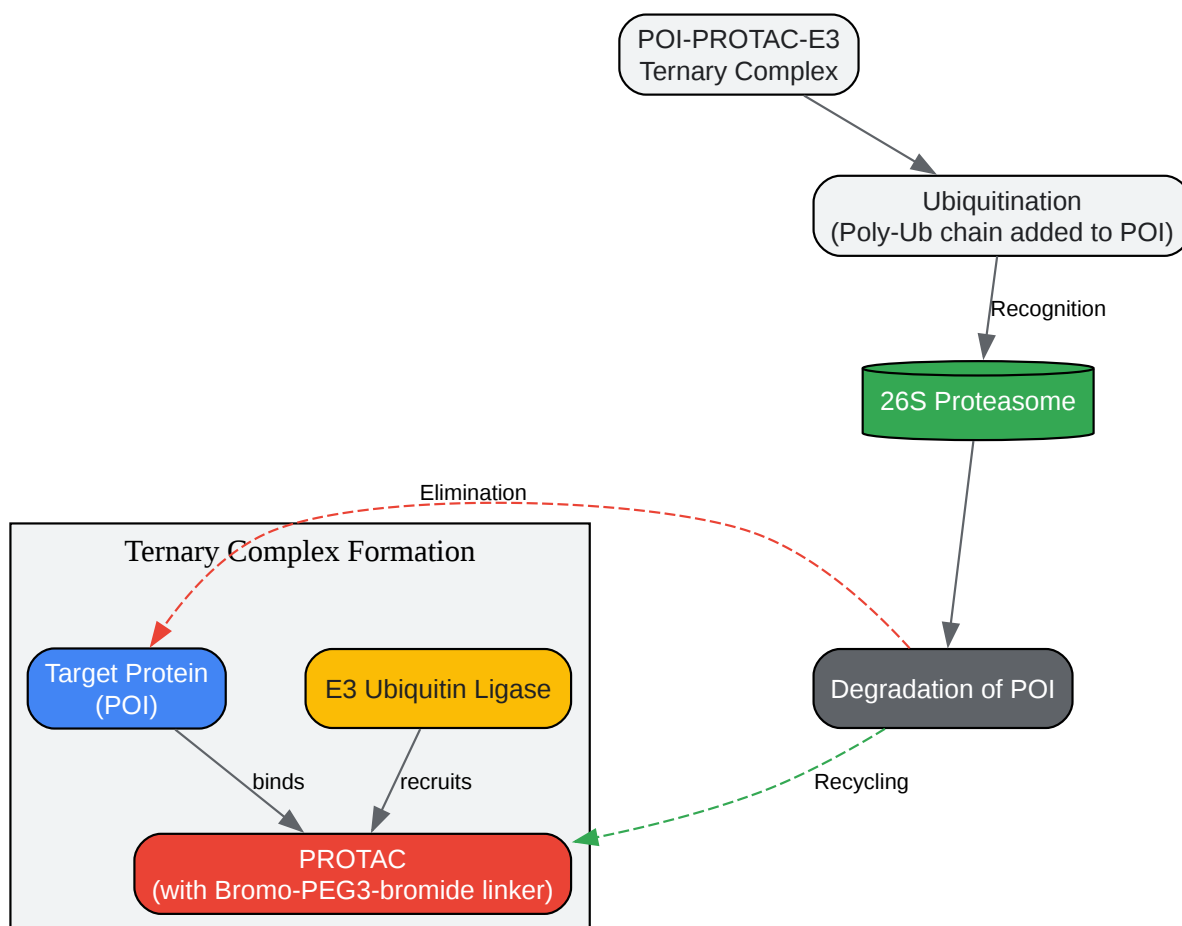 POI-PROTAC-E3
Ternary Complex
Ubiquitination
(Poly-Ub chain added to POI)
Recognition
26S Proteasome
Elimination
Ternary Complex Formation
Target Protein
(POI)
E3 Ubiquitin Ligase
Degradation of POI
binds
recruits
Recycling
PROTAC
(with Bromo-PEG3-bromide linker)